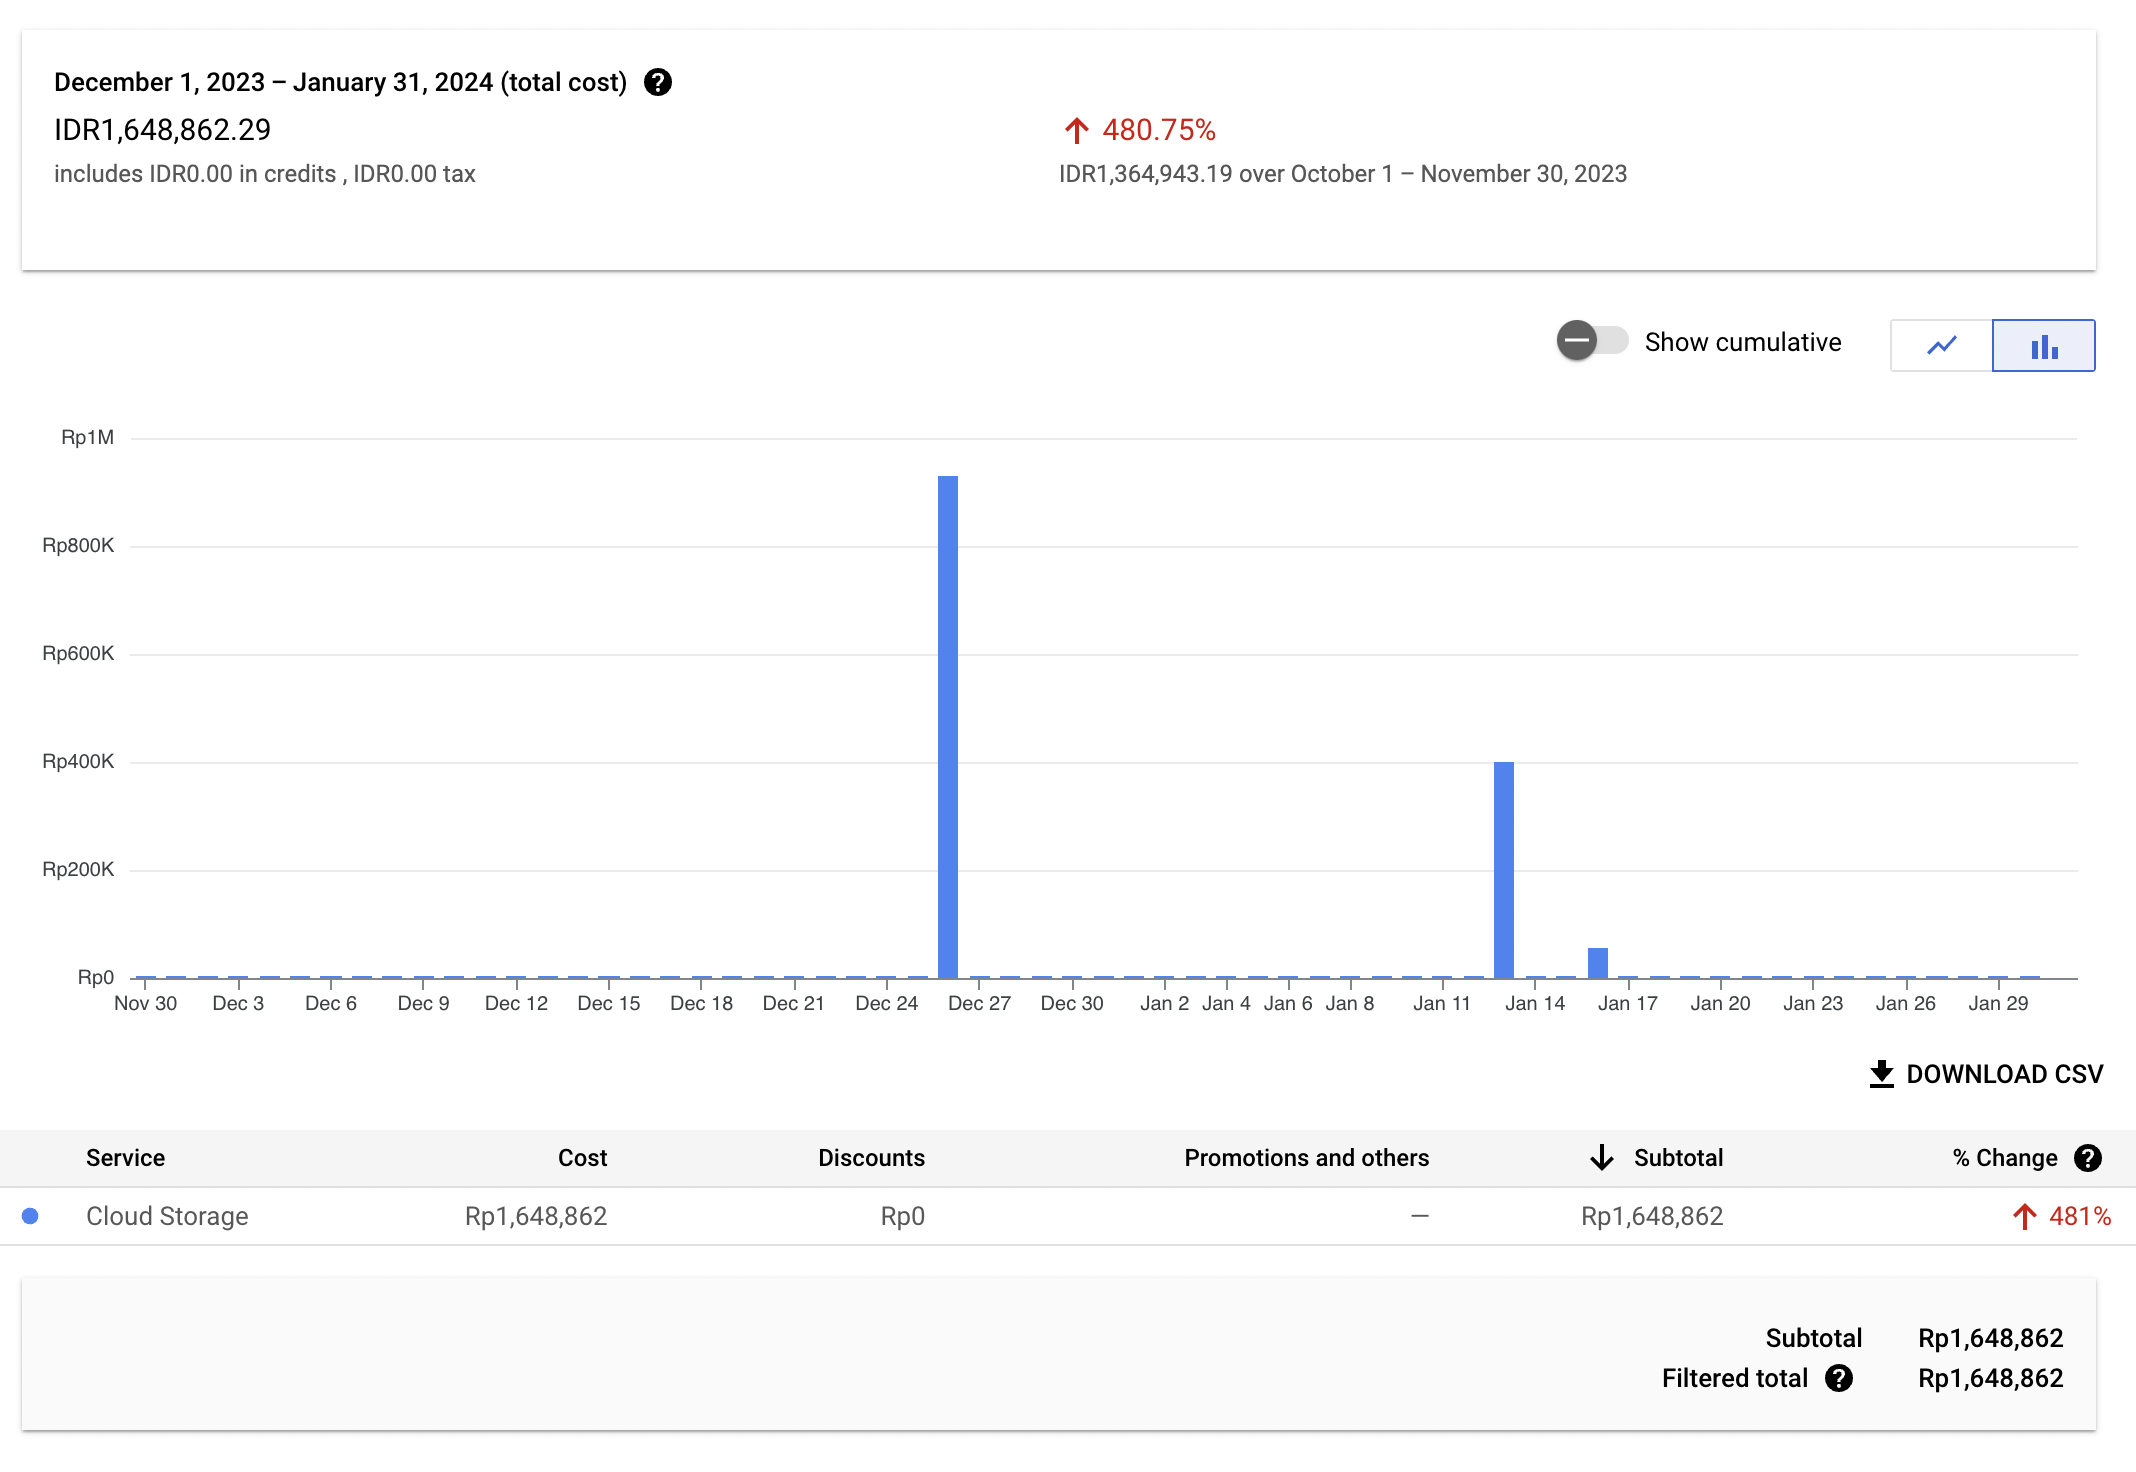 December 1, 2023 – January 31, 2024 (total cost)
IDR1,648,862.29
includes IDR0.00 in credits , IDR0.00 tax
480.75%
IDR1,364,943.19 over October 1 – November 30, 2023
Show cumulative
Rp1M
Rp800K
Rp600K
Rp400K
Rp200K
Rp0
Nov 30 Dec 3 Dec 6 Dec 9 Dec 12 Dec 15 Dec 18 Dec 21 Dec 24 Dec 27 Dec 30 Jan 2 Jan 4 Jan 6 Jan 8 Jan 11 Jan 14 Jan 17 Jan 20 Jan 23 Jan 26 Jan 29
DOWNLOAD CSV
Service Cost Discounts Promotions and others Subtotal % Change
Cloud Storage Rp1,648,862 Rp0 — Rp1,648,862 481%
Subtotal Rp1,648,862
Filtered total Rp1,648,862